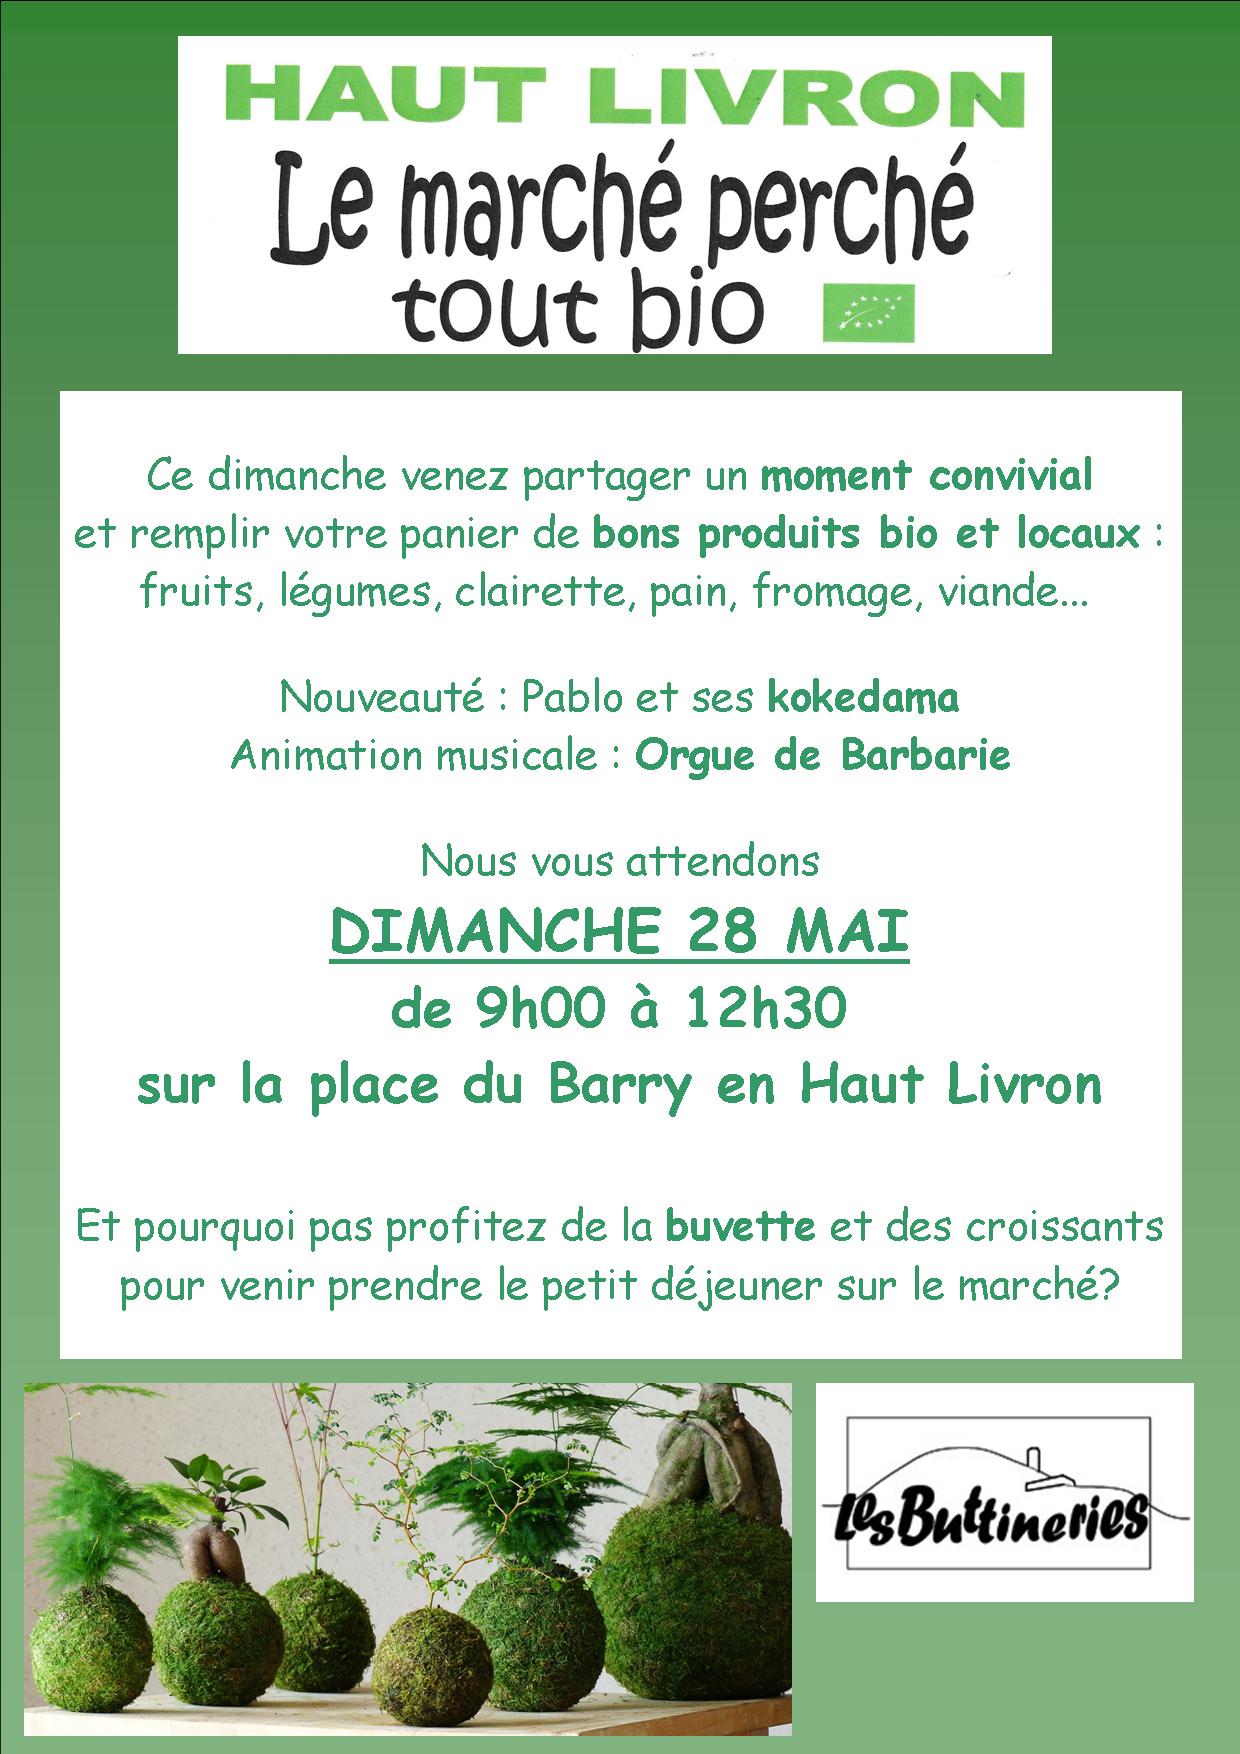 HAUT LIVRON
Le marché perché
tout bio
Ce dimanche venez partager un moment convivial
et remplir votre panier de bons produits bio et locaux :
fruits, légumes, clairette, pain, fromage, viande...
Nouveauté : Pablo et ses kokedama
Animation musicale : Orgue de Barbarie
Nous vous attendons
DIMANCHE 28 MAI
de 9h00 à 12h30
sur la place du Barry en Haut Livron
Et pourquoi pas profitez de la buvette et des croissants
pour venir prendre le petit déjeuner sur le marché?
Les Buttineries